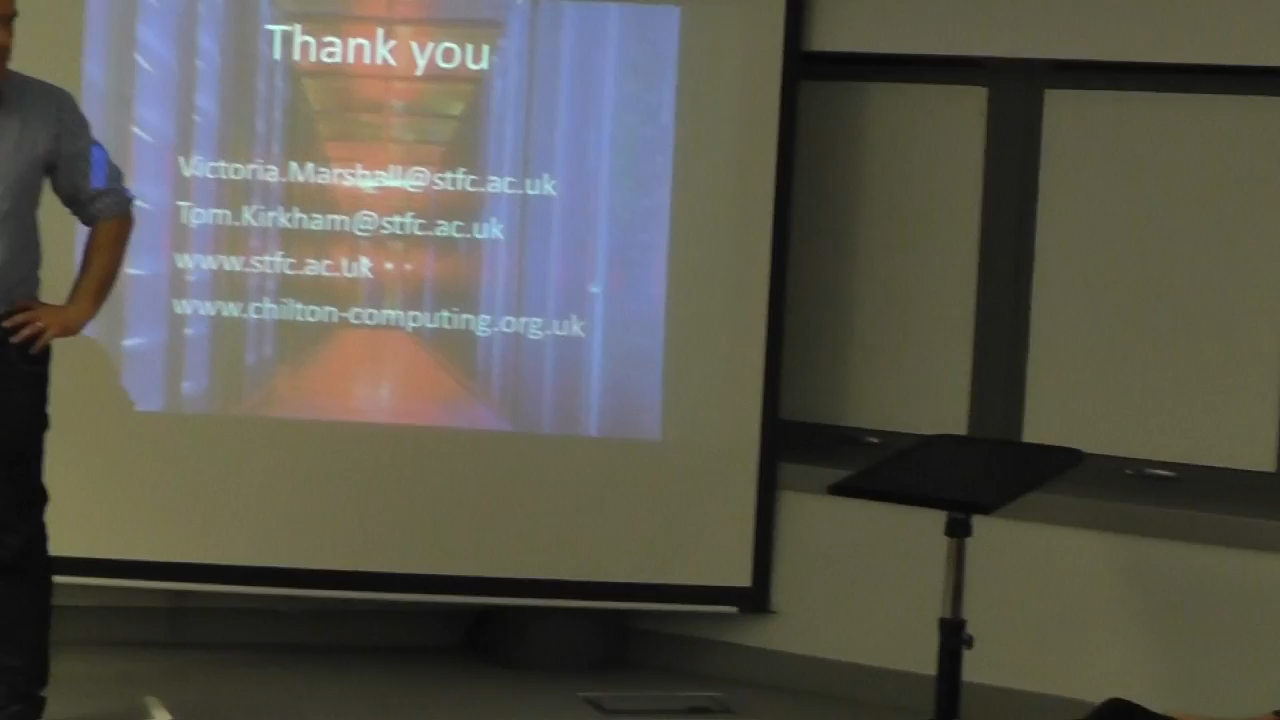 Thank you
Victoria.Marshall@stfc.ac.uk
Tom.Kirkham@stfc.ac.uk
www.stfc.ac.uk
www.chilton-computing.org.uk